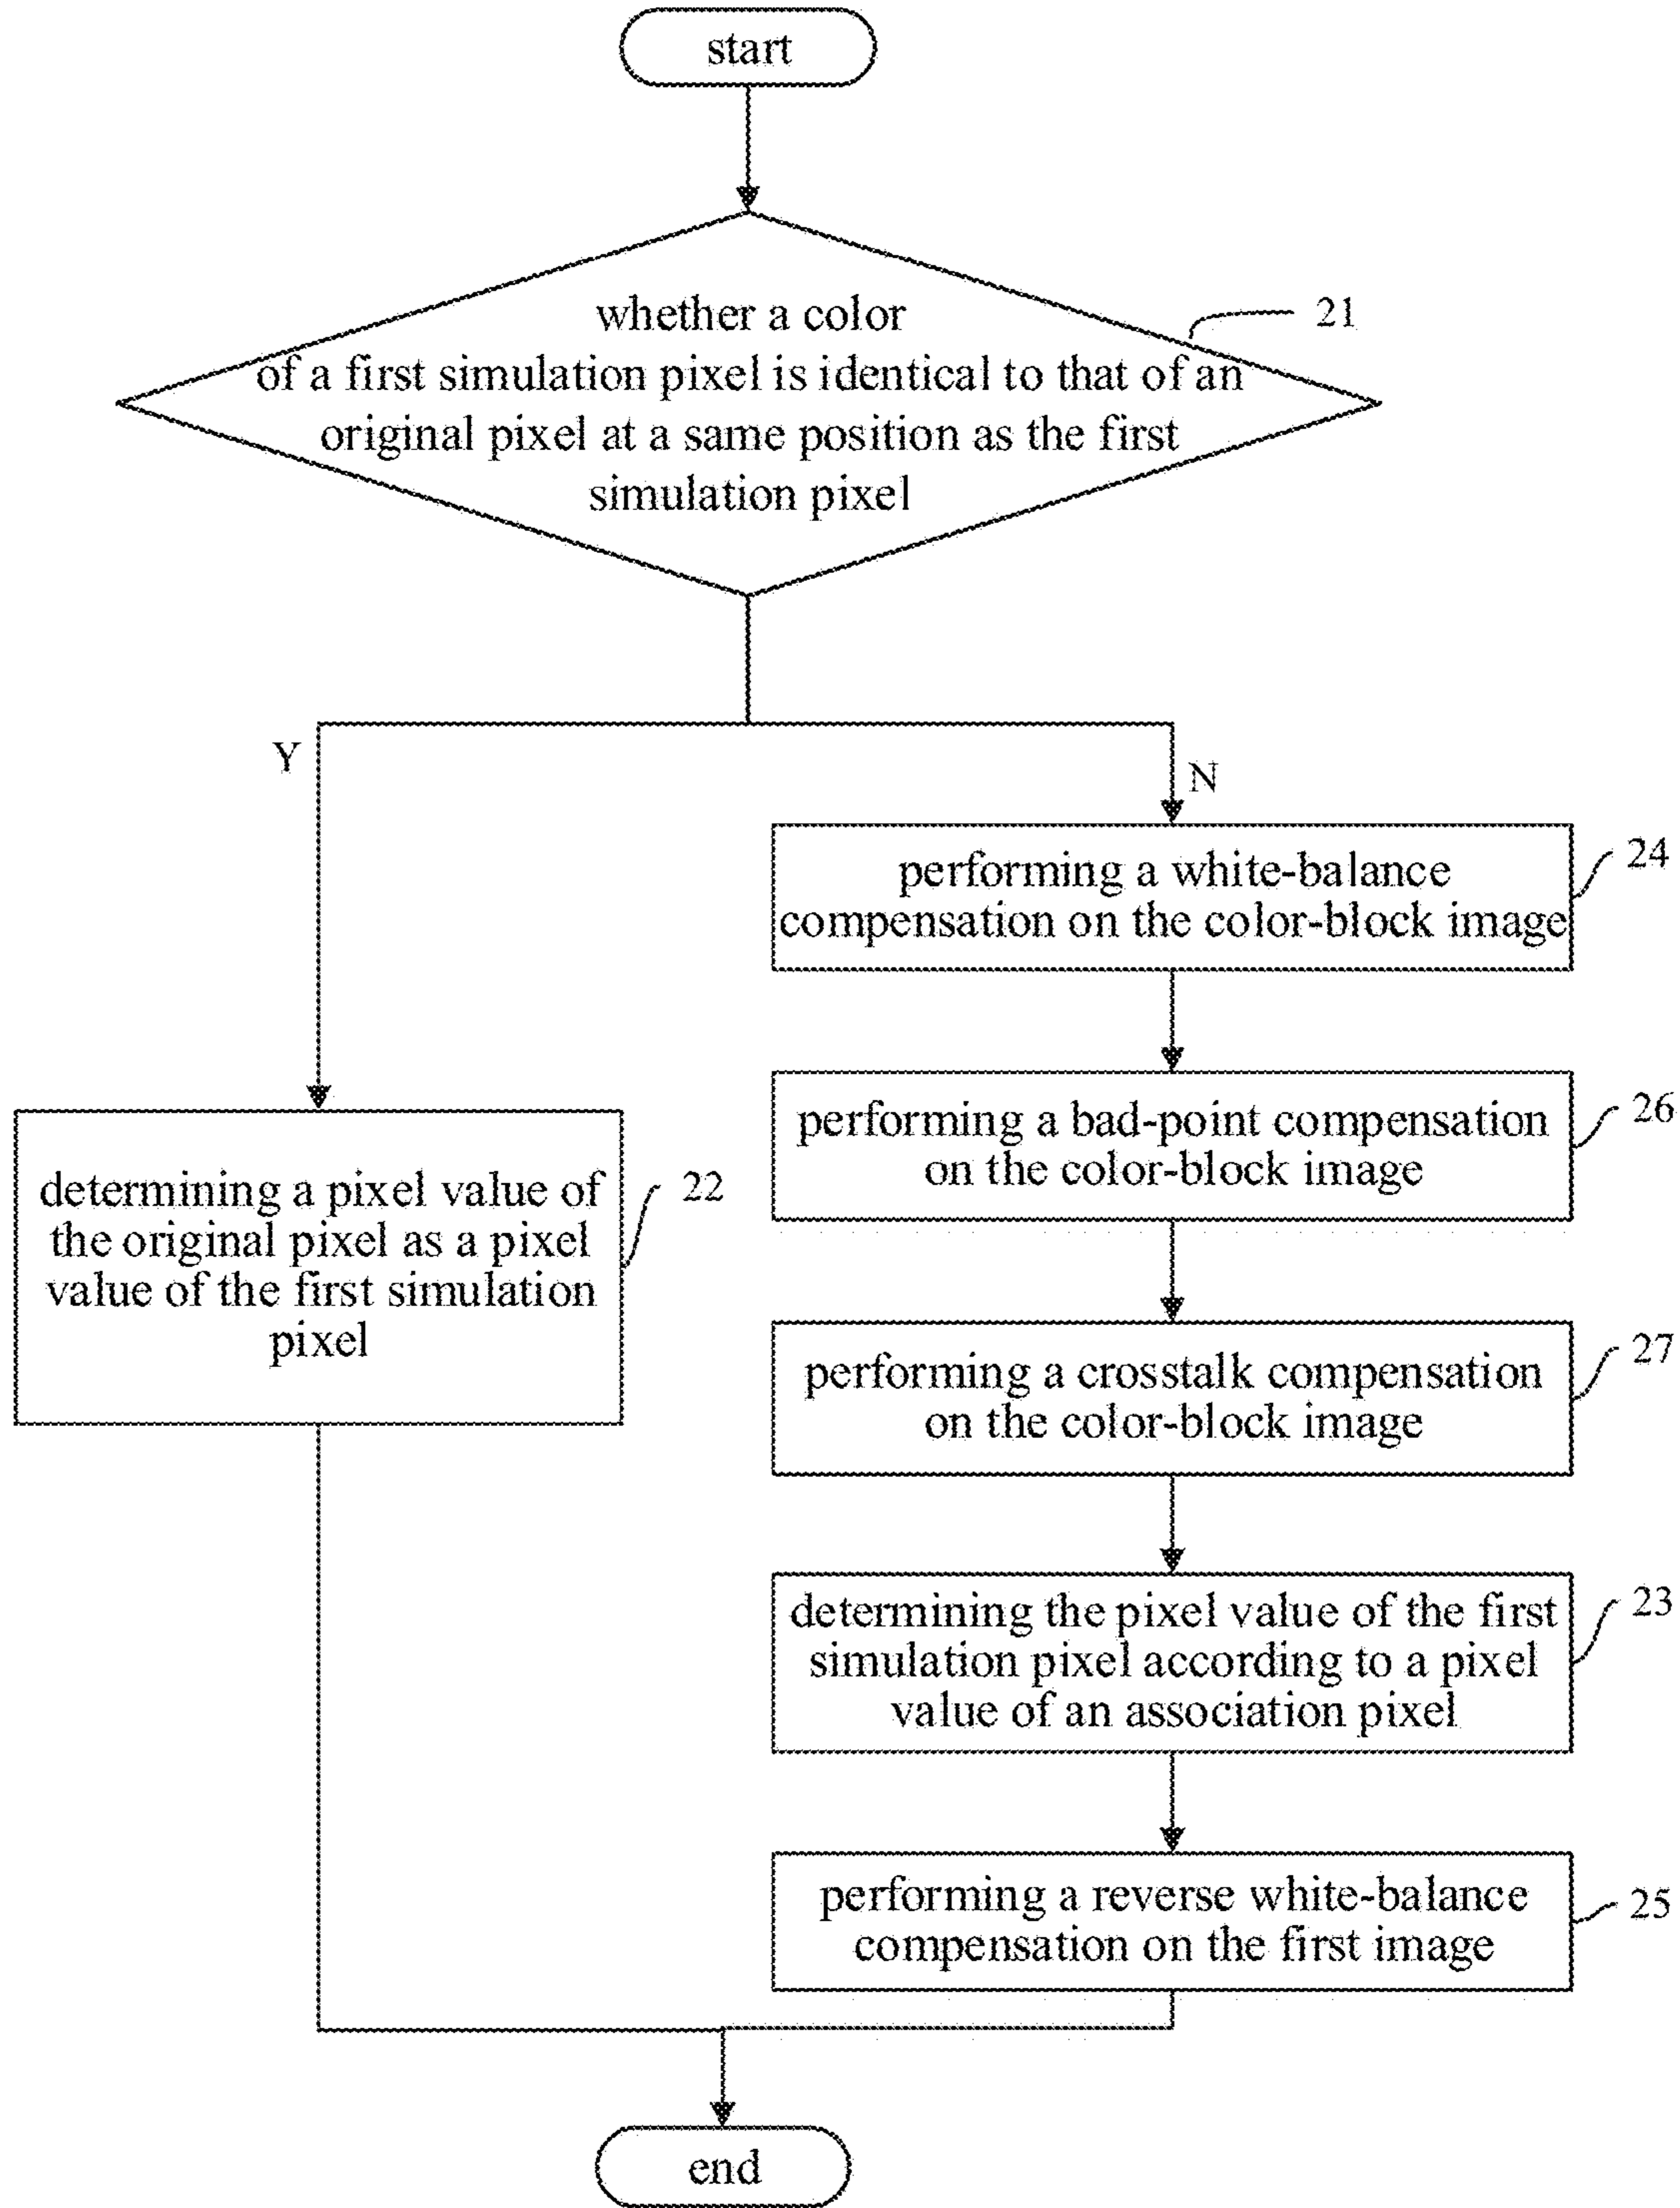 start
whether a color
of a first simulation pixel is identical to that of an
original pixel at a same position as the first
simulation pixel
21
Y
N
performing a white-balance
compensation on the color-block image
24
performing a bad-point compensation
on the color-block image
26
determining a pixel value of
the original pixel as a pixel
value of the first simulation
pixel
22
performing a crosstalk compensation
on the color-block image
27
determining the pixel value of the first
simulation pixel according to a pixel
value of an association pixel
23
performing a reverse white-balance
compensation on the first image
25
end